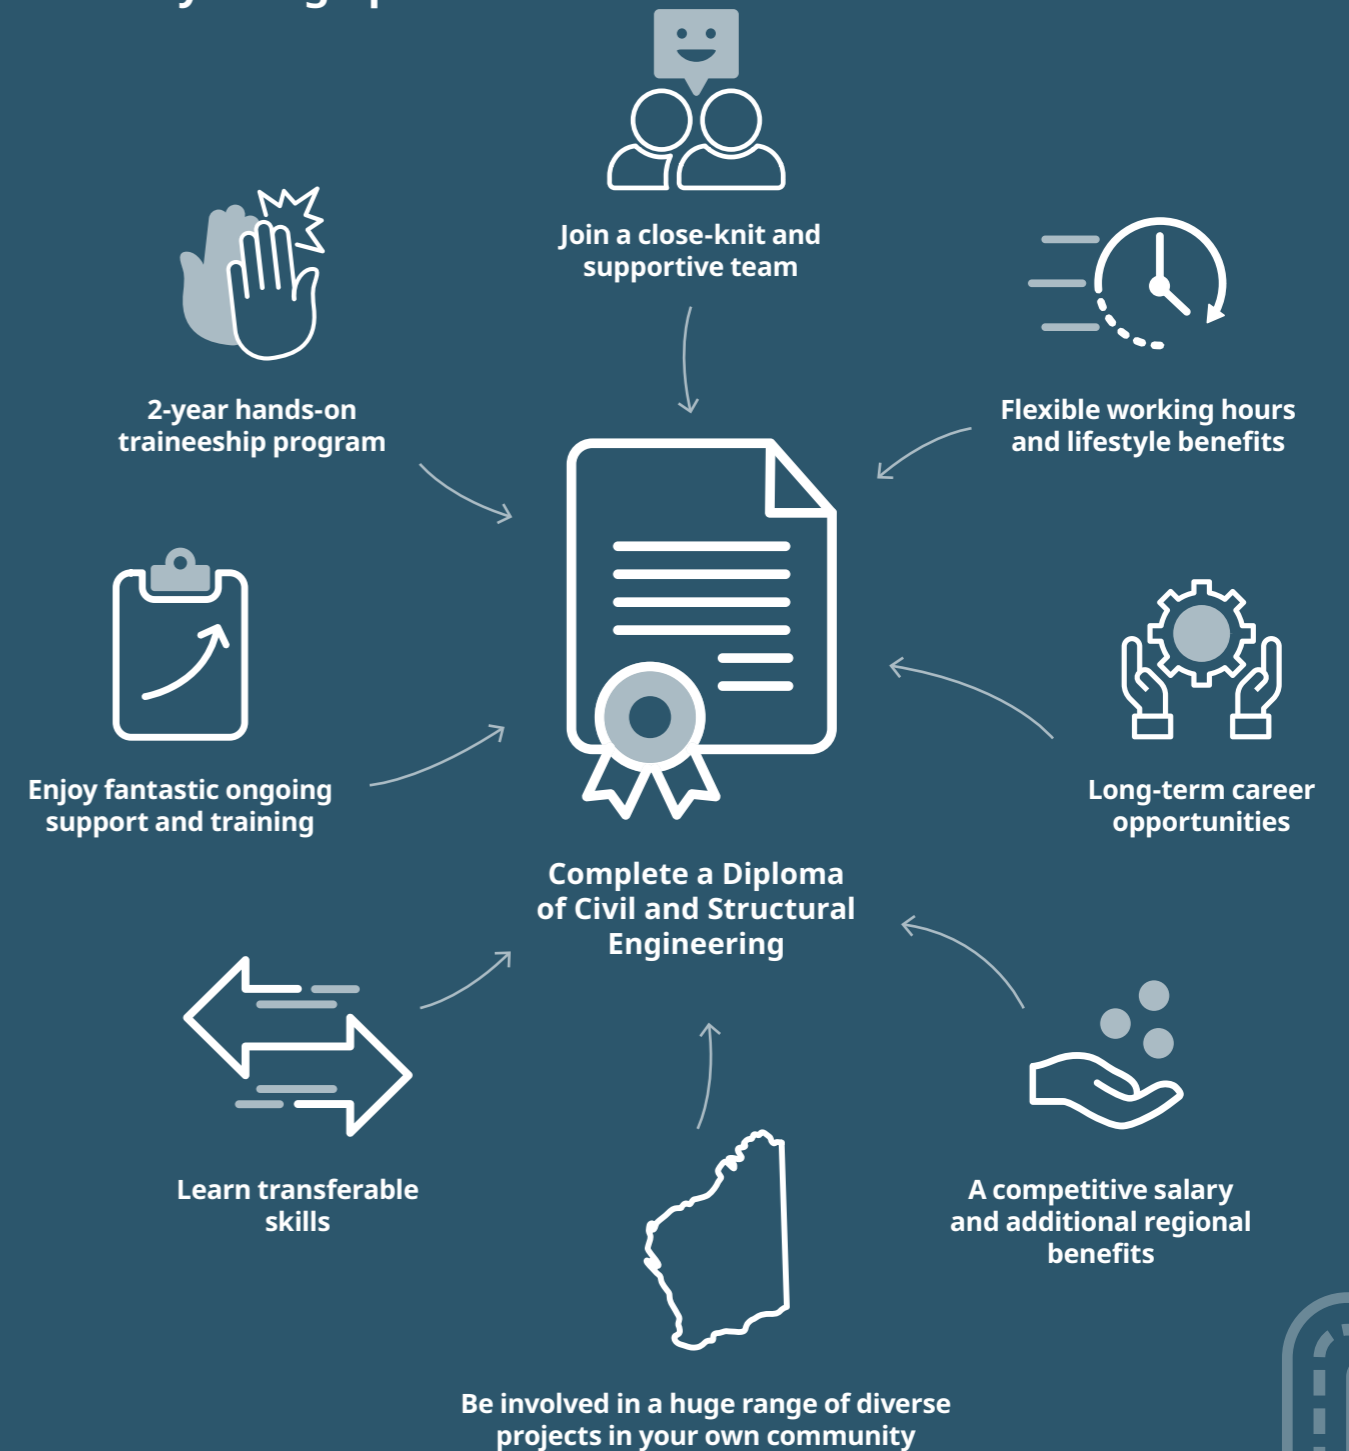 Join a close-knit and
supportive team
2-year hands-on
traineeship program
Flexible working hours
and lifestyle benefits
Enjoy fantastic ongoing
support and training
Long-term career
opportunities
Complete a Diploma
of Civil and Structural
Engineering
Learn transferable
skills
A competitive salary
and additional regional
benefits
Be involved in a huge range of diverse
projects in your own community